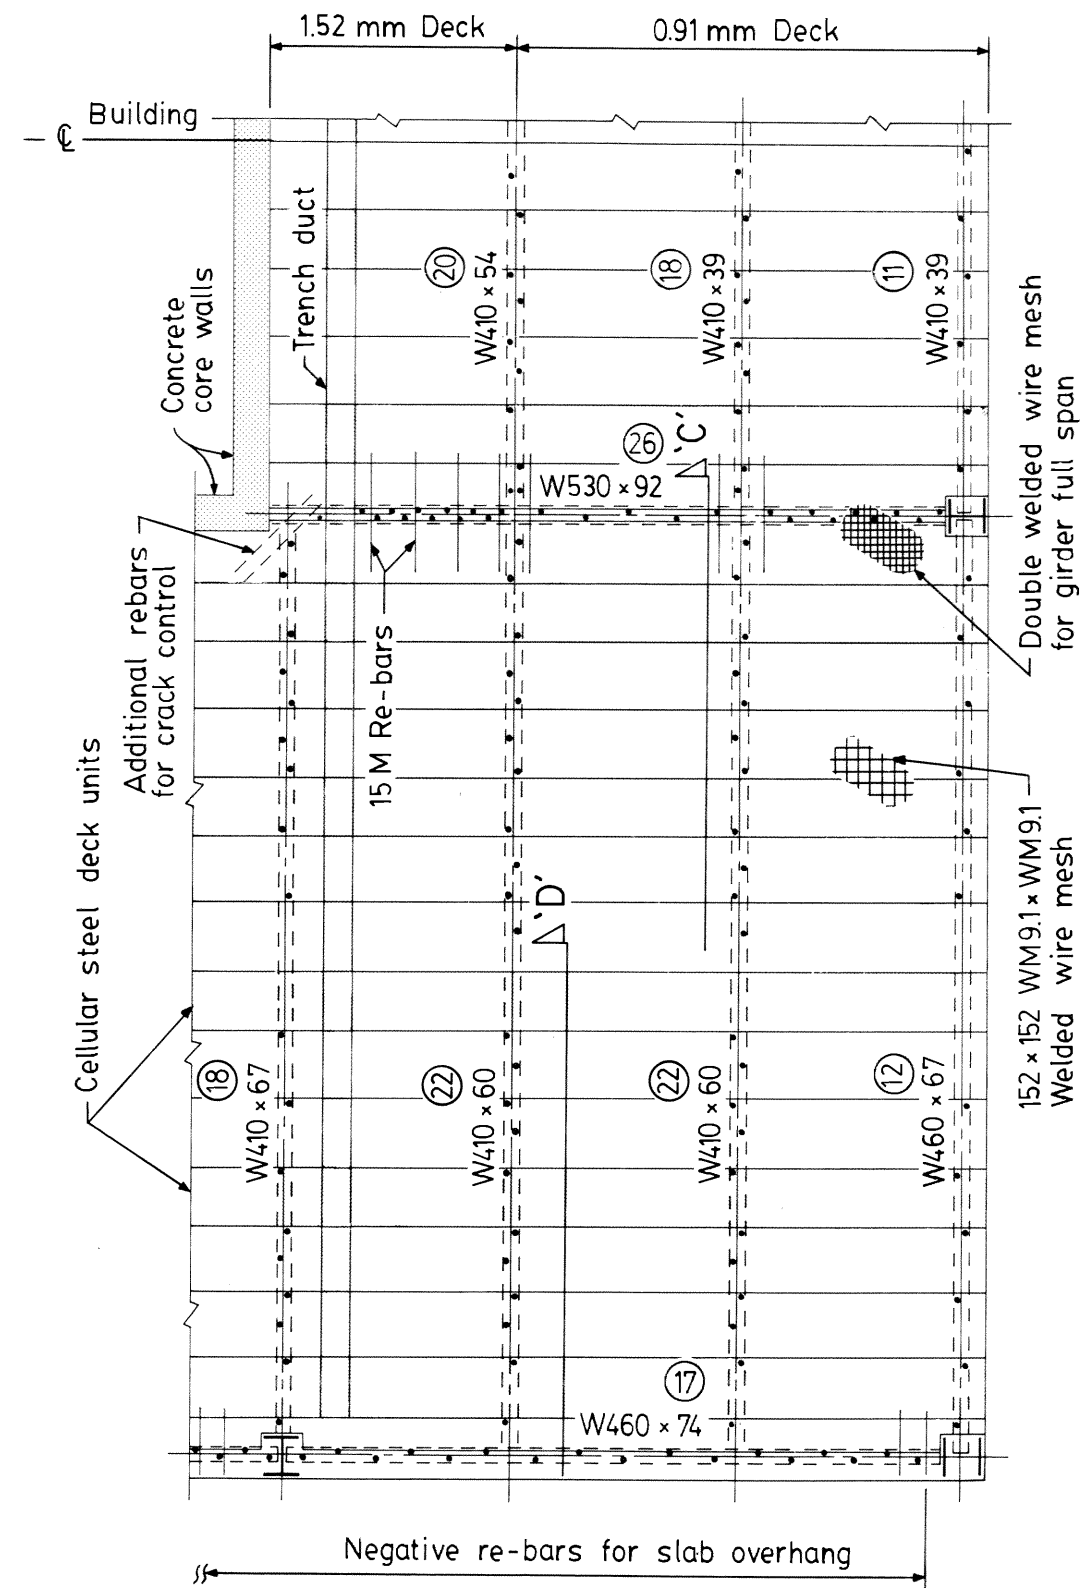 1.52 mm Deck
0.91 mm Deck
Building
℄
Concrete
core walls
Trench duct
20
W410 × 54
18
W410 × 39
11
W410 × 39
Double welded wire mesh
for girder full span
26
'C'
W530 × 92
Additional rebars
for crack control
15 M Re-bars
Cellular steel deck units
'D'
152 × 152 WM9.1 × WM9.1
Welded wire mesh
18
W410 × 67
22
W410 × 60
22
W410 × 60
12
W460 × 67
17
W460 × 74
Negative re-bars for slab overhang